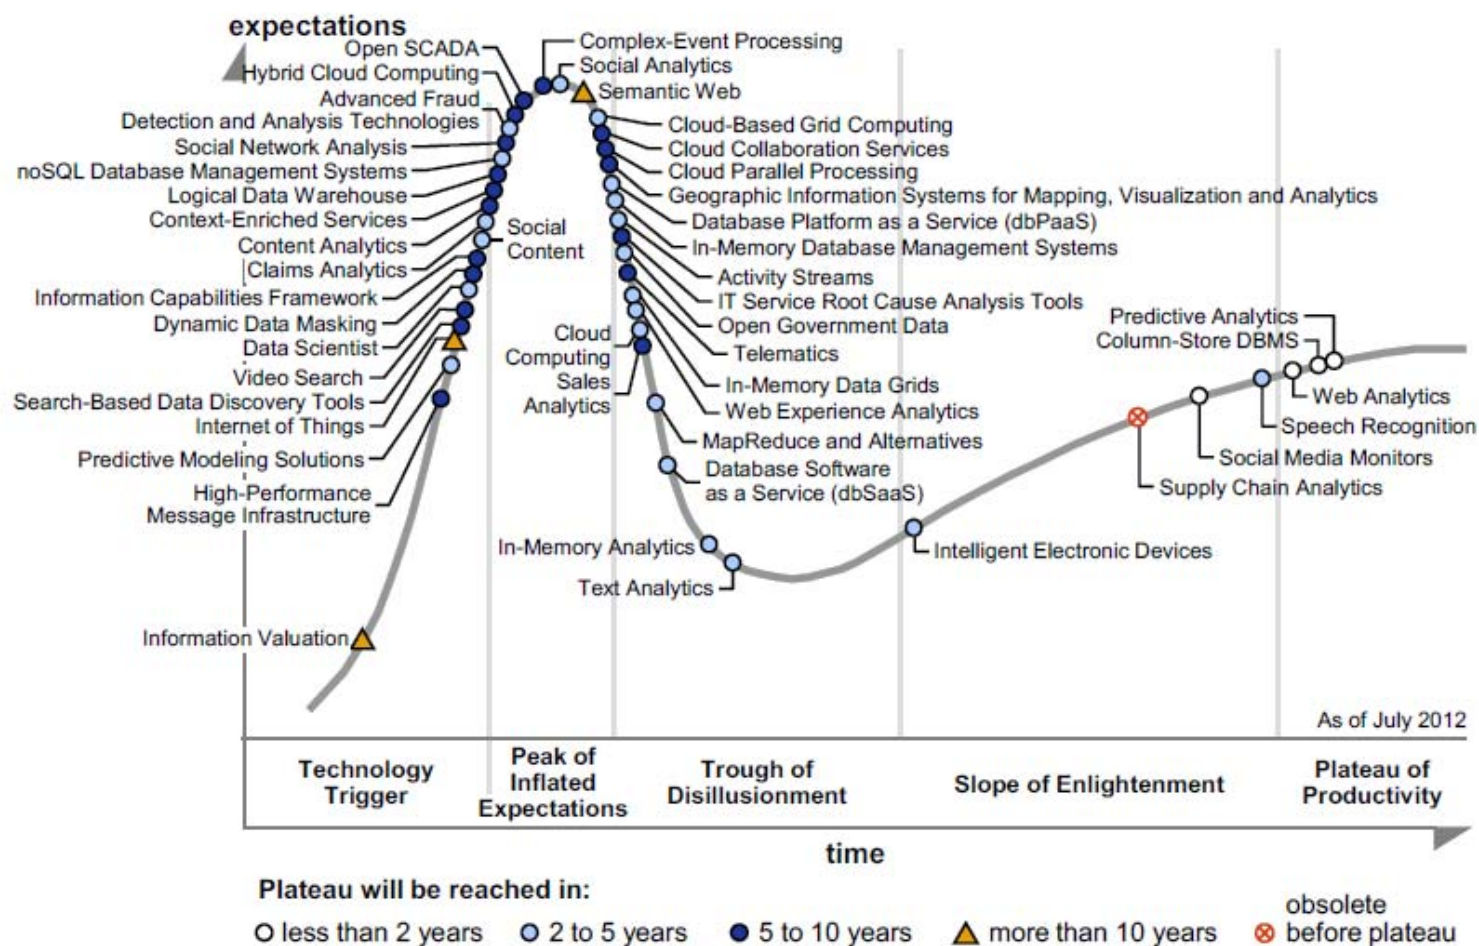 expectations
Open SCADA
Hybrid Cloud Computing
Advanced Fraud
Detection and Analysis Technologies
Social Network Analysis
noSQL Database Management Systems
Logical Data Warehouse
Context-Enriched Services
Content Analytics
Claims Analytics
Information Capabilities Framework
Dynamic Data Masking
Data Scientist
Video Search
Search-Based Data Discovery Tools
Internet of Things
Predictive Modeling Solutions
High-Performance
Message Infrastructure
Information Valuation
Complex-Event Processing
Social Analytics
Semantic Web
Cloud-Based Grid Computing
Cloud Collaboration Services
Cloud Parallel Processing
Geographic Information Systems for Mapping, Visualization and Analytics
Database Platform as a Service (dbPaaS)
In-Memory Database Management Systems
Activity Streams
IT Service Root Cause Analysis Tools
Open Government Data
Telematics
In-Memory Data Grids
Web Experience Analytics
MapReduce and Alternatives
Database Software
as a Service (dbSaaS)
Social
Content
Cloud
Computing
Sales
Analytics
In-Memory Analytics
Text Analytics
Intelligent Electronic Devices
Predictive Analytics
Column-Store DBMS
Web Analytics
Speech Recognition
Social Media Monitors
Supply Chain Analytics
As of July 2012
Technology
Trigger
Peak of
Inflated
Expectations
Trough of
Disillusionment
Slope of Enlightenment
Plateau of
Productivity
time
Plateau will be reached in:
less than 2 years
2 to 5 years
5 to 10 years
more than 10 years
obsolete
before plateau